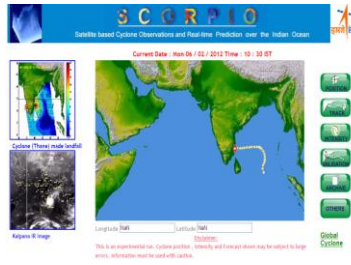 SCORPIO
Satellite based Cyclone Observations and Real-time Prediction over the Indian Ocean
Current Date : Mon 06 / 02 / 2012 Time : 10 : 30 IST
Cyclone (Thane) made landfall
Kalpana IR image
POSITION
TRACK
INTENSITY
VALIDATION
ARCHIVE
OTHERS
Global
Cyclone
Longitude NaN Latitude NaN
Disclaimer:
This is an experimental run. Cyclone position , intensity and forecast shown may be subject to large
errors. Information must be used with caution.